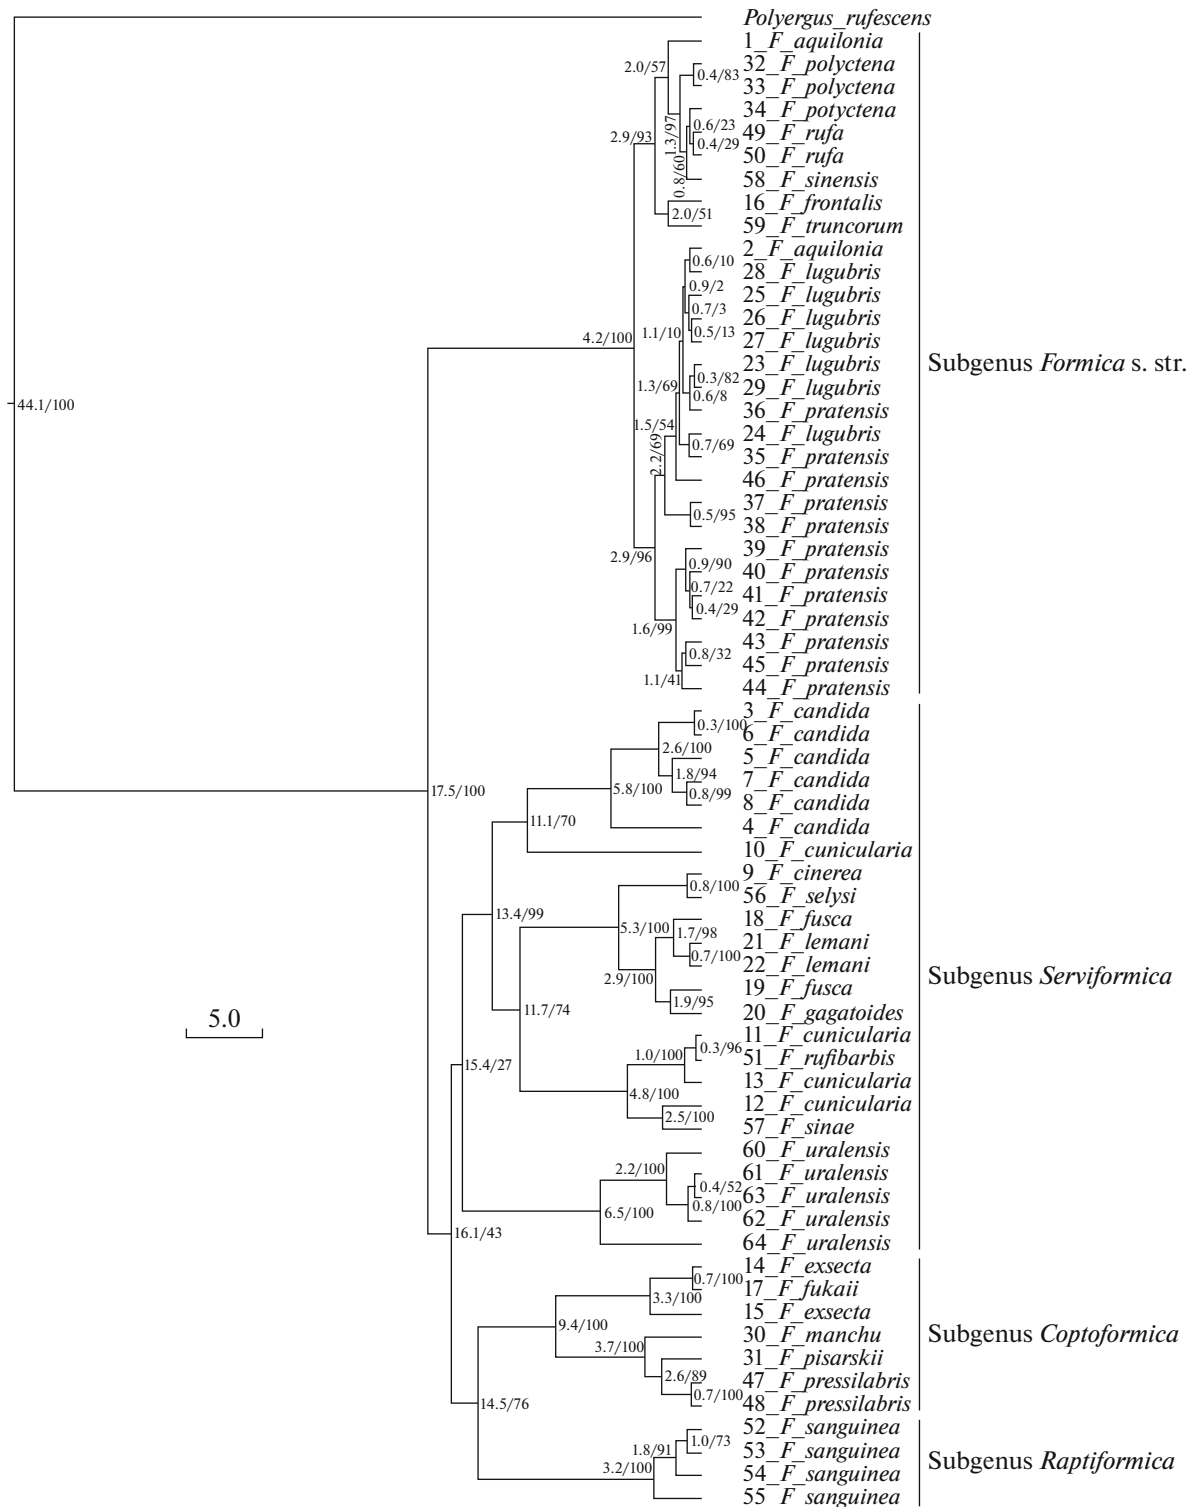 Polyergus_rufescens
1_F_aquilonia
2.0/57
32_F_polyctena
0.4/83
33_F_polyctena
34_F_potyctena
0.6/23
49_F_rufa
2.9/93
1.3/97
0.4/29
50_F_rufa
0.8/60
58_F_sinensis
16_F_frontalis
2.0/51
59_F_truncorum
2_F_aquilonia
0.6/10
28_F_lugubris
0.9/2
25_F_lugubris
0.7/3
26_F_lugubris
4.2/100
1.1/10
0.5/13
27_F_lugubris
23_F_lugubris
Subgenus Formica s. str.
0.3/82
1.3/69
29_F_lugubris
0.6/8
44.1/100
36_F_pratensis
1.5/54
24_F_lugubris
0.7/69
2.2/69
35_F_pratensis
46_F_pratensis
37_F_pratensis
0.5/95
38_F_pratensis
39_F_pratensis
2.9/96
0.9/90
40_F_pratensis
0.7/22
41_F_pratensis
0.4/29
42_F_pratensis
1.6/99
43_F_pratensis
0.8/32
45_F_pratensis
1.1/41
44_F_pratensis
3_F_candida
0.3/100
6_F_candida
2.6/100
5_F_candida
1.8/94
7_F_candida
17.5/100
5.8/100
0.8/99
8_F_candida
11.1/70
4_F_candida
10_F_cunicularia
9_F_cinerea
0.8/100
56_F_selysi
13.4/99
18_F_fusca
5.3/100
1.7/98
21_F_lemani
0.7/100
22_F_lemani
2.9/100
Subgenus Serviformica
19_F_fusca
1.9/95
11.7/74
20_F_gagatoides
5.0
11_F_cunicularia
0.3/96
1.0/100
51_F_rufibarbis
15.4/27
13_F_cunicularia
4.8/100
12_F_cunicularia
2.5/100
57_F_sinae
60_F_uralensis
2.2/100
61_F_uralensis
0.4/52
63_F_uralensis
0.8/100
6.5/100
62_F_uralensis
16.1/43
64_F_uralensis
14_F_exsecta
0.7/100
17_F_fukaii
3.3/100
15_F_exsecta
9.4/100
30_F_manchu
Subgenus Coptoformica
3.7/100
31_F_pisarskii
2.6/89
47_F_pressilabris
0.7/100
14.5/76
48_F_pressilabris
52_F_sanguinea
1.0/73
1.8/91
53_F_sanguinea
Subgenus Raptiformica
3.2/100
54_F_sanguinea
55_F_sanguinea